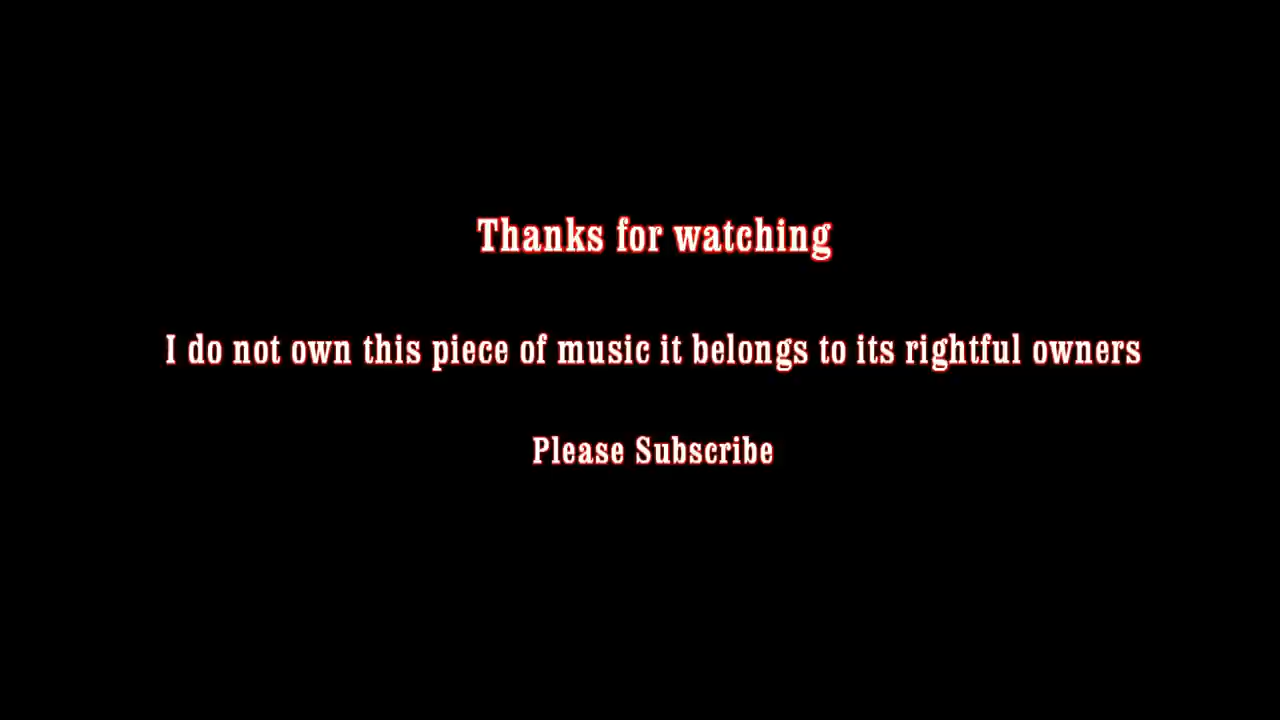 Thanks for watching
I do not own this piece of music it belongs to its rightful owners
Please Subscribe